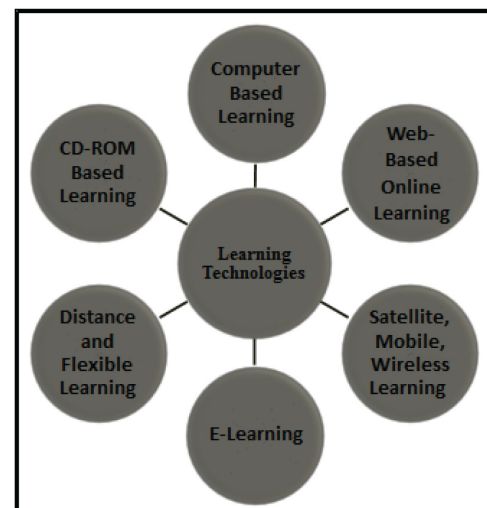 Computer
Based
Learning
Web-
Based
Online
Learning
Satellite,
Mobile,
Wireless
Learning
E-Learning
Distance
and
Flexible
Learning
CD-ROM
Based
Learning
Learning
Technologies